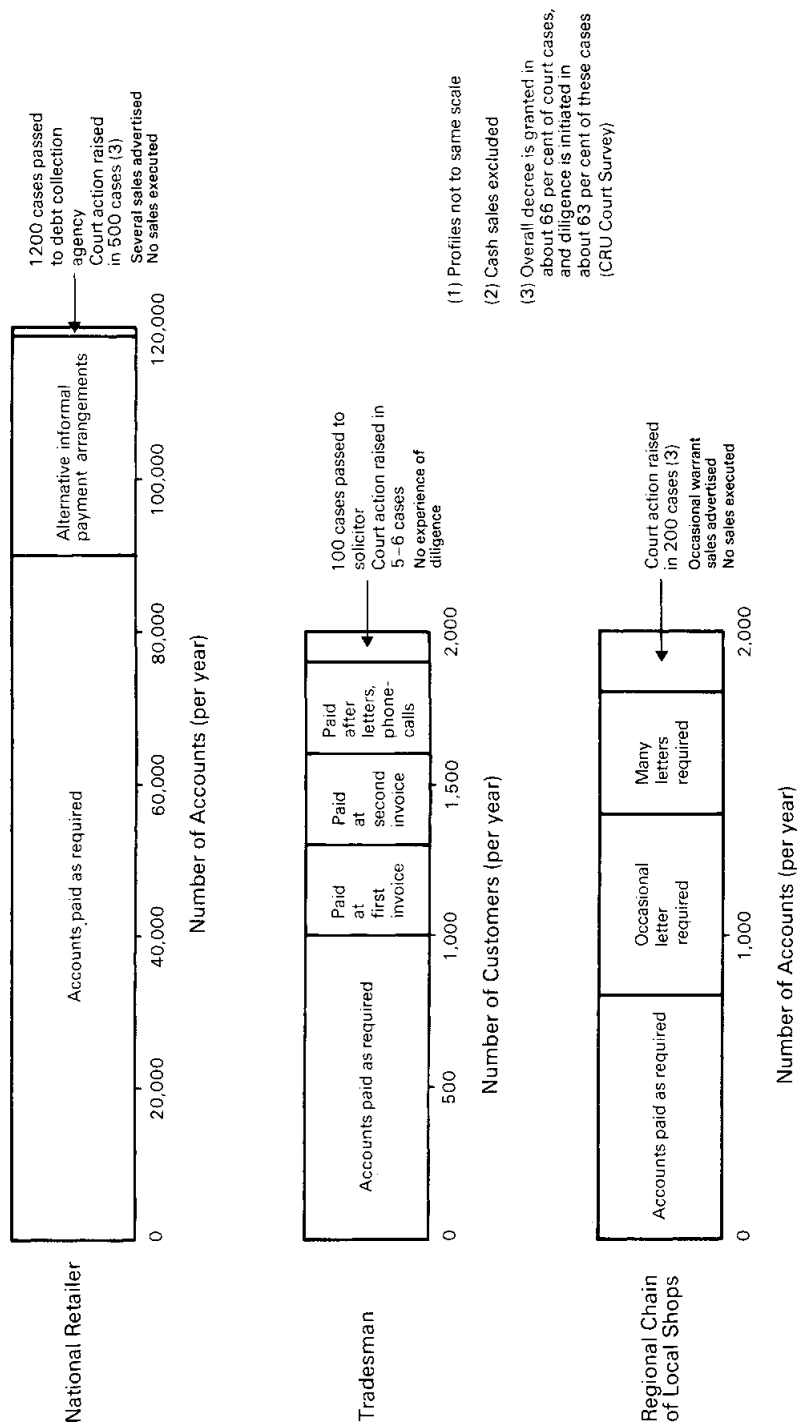 National Retailer
Accounts paid as required
Alternative informal
payment arrangements
1200 cases passed
to debt collection
agency
Court action raised
in 500 cases (3)
Several sales advertised
No sales executed
0
20,000
40,000
60,000
80,000
100,000
120,000
Number of Accounts (per year)
Tradesman
Accounts paid as required
Paid
at
first
invoice
Paid
at
second
invoice
Paid
after
letters,
phone-
calls
100 cases passed to
solicitor
Court action raised in
5–6 cases
No experience of
diligence
0
500
1,000
1,500
2,000
Number of Customers (per year)
Regional Chain
of Local Shops
Accounts paid as required
Occasional
letter
required
Many
letters
required
Court action raised
in 200 cases (3)
Occasional warrant
sales advertised
No sales executed
0
1,000
2,000
Number of Accounts (per year)
(1) Profiles not to same scale
(2) Cash sales excluded
(3) Overall decree is granted in
about 66 per cent of court cases,
and diligence is initiated in
about 63 per cent of these cases
(CRU Court Survey)